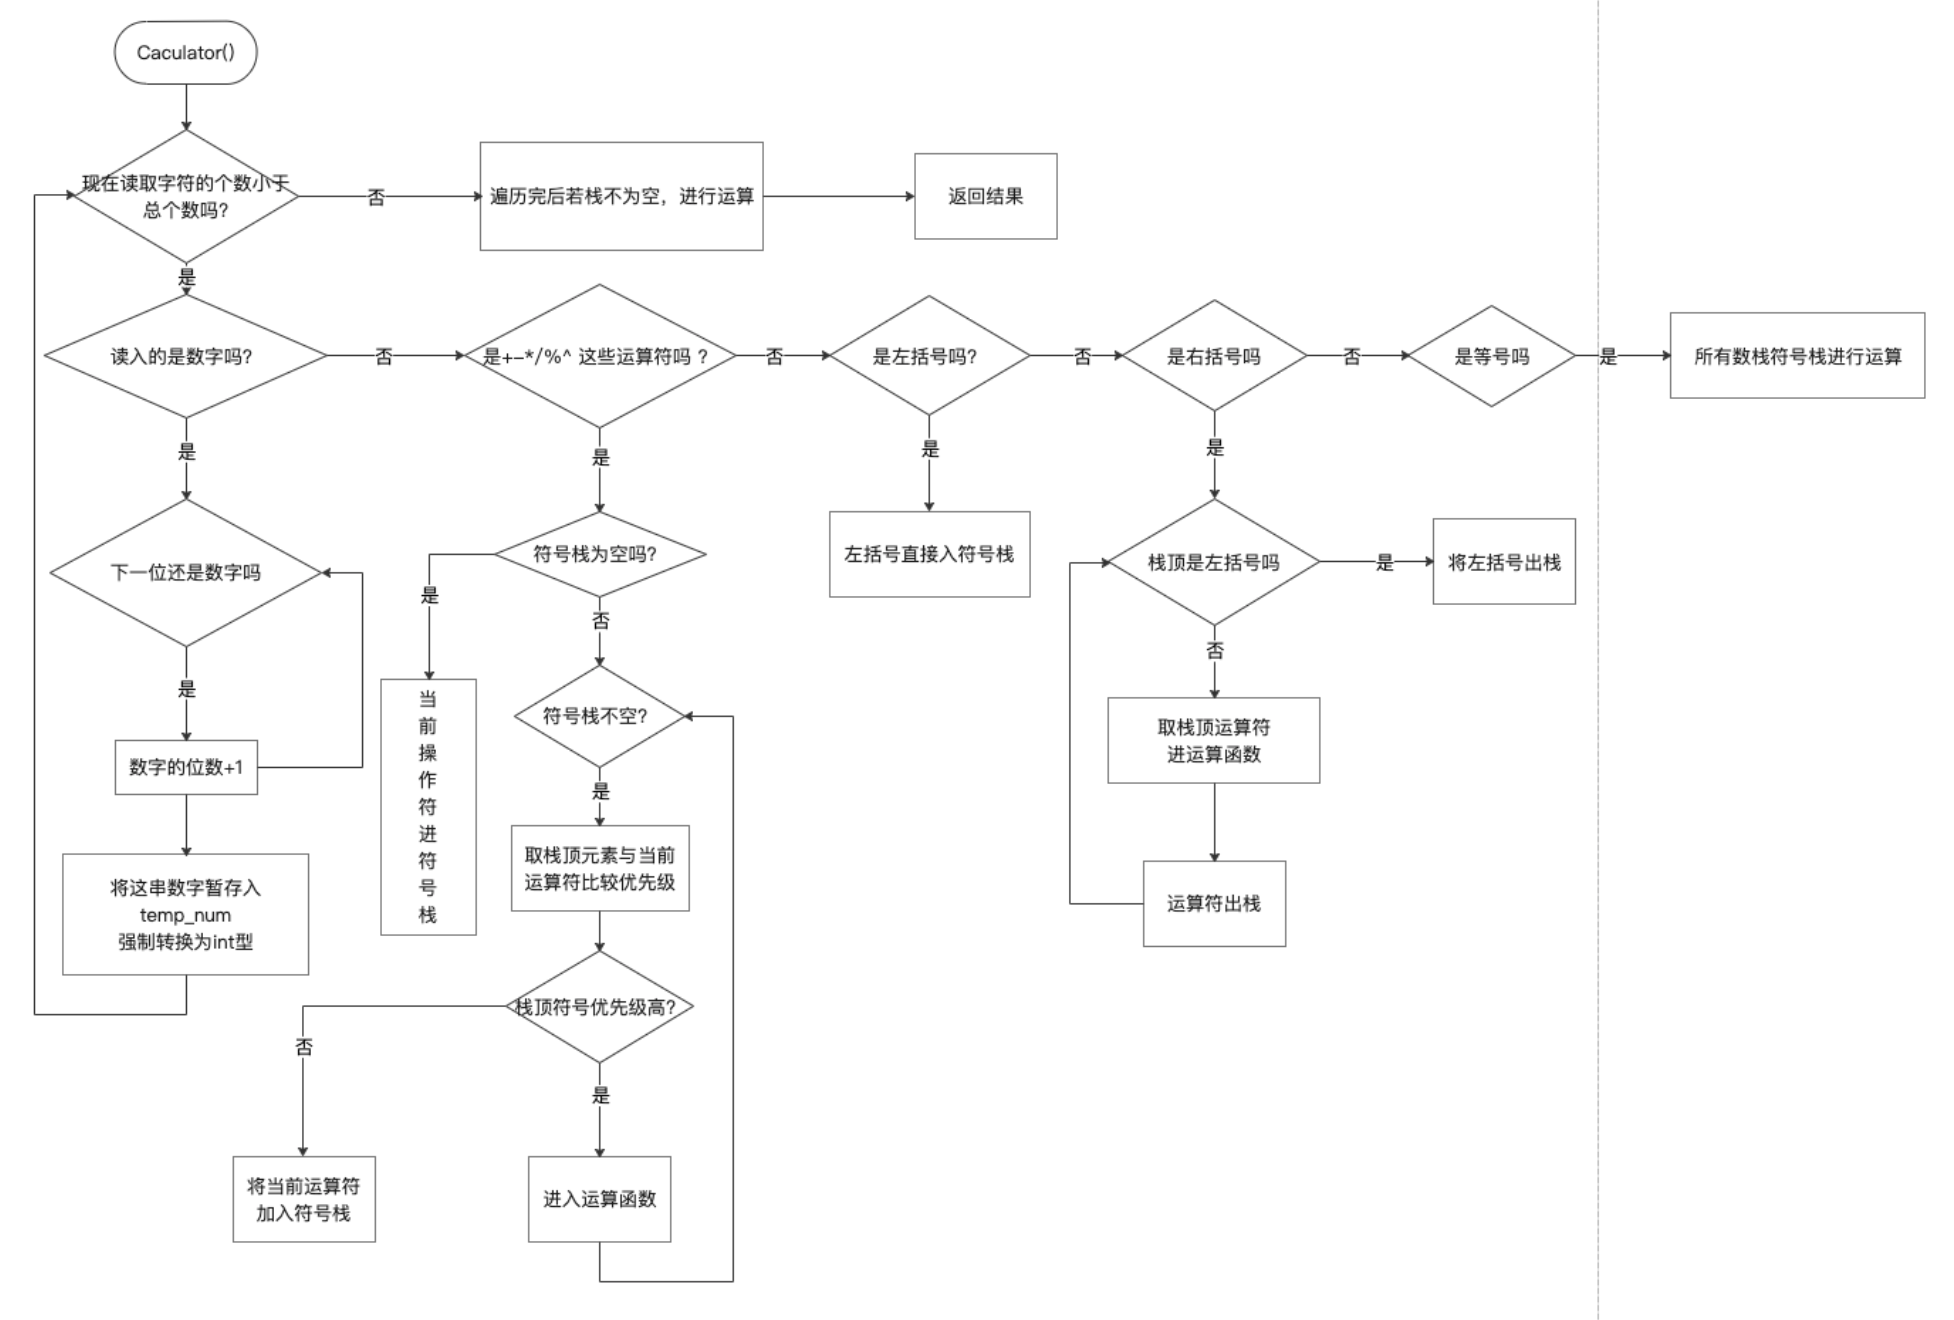 Caculator()
现在读取字符的个数小于
总个数吗?
否
遍历完后若栈不为空，进行运算
返回结果
是
读入的是数字吗?
否
是+-*/%^ 这些运算符吗 ？
否
是左括号吗?
否
是右括号吗
否
是等号吗
是
所有数栈符号栈进行运算
是
下一位还是数字吗
是
数字的位数+1
将这串数字暂存入
temp_num
强制转换为int型
是
符号栈为空吗?
是
当
前
操
作
符
进
符
号
栈
否
符号栈不空?
是
取栈顶元素与当前
运算符比较优先级
栈顶符号优先级高?
否
将当前运算符
加入符号栈
是
进入运算函数
是
左括号直接入符号栈
是
栈顶是左括号吗
是
将左括号出栈
否
取栈顶运算符
进运算函数
运算符出栈